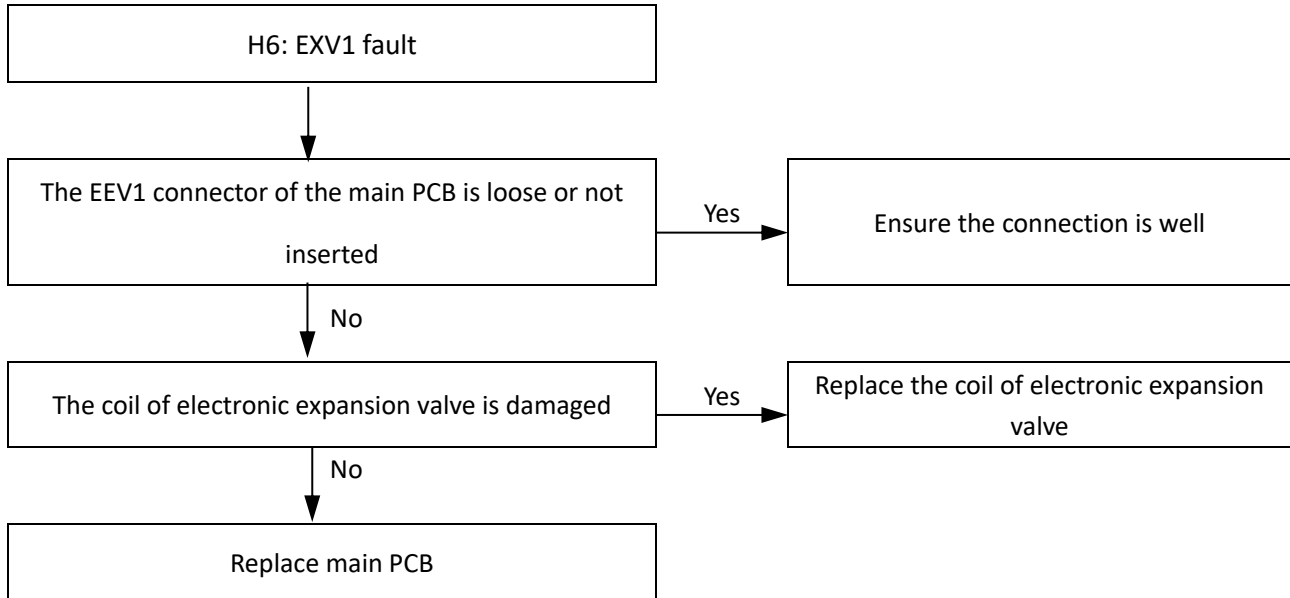 H6: EXV1 fault
The EEV1 connector of the main PCB is loose or not
inserted
Yes
Ensure the connection is well
No
The coil of electronic expansion valve is damaged
Yes
Replace the coil of electronic expansion
valve
No
Replace main PCB